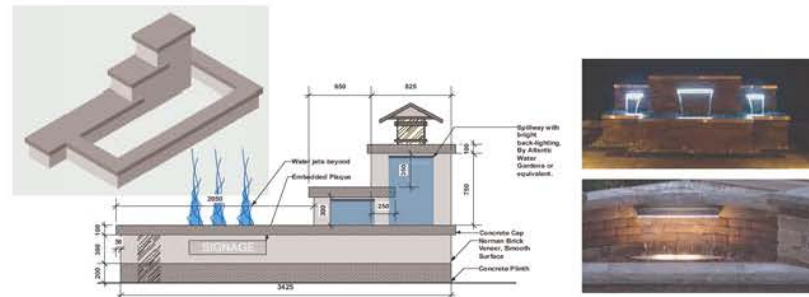 650
825
Spillway with
bright
back-lighting.
By Atlantic
Water
Gardens or
equivalent.
100
750
Water jets beyond
Embedded Plaque
2050
300
250
100
300
200
SIGNAGE
Concrete Cap
Norman Brick
Veneer, Smooth
Surface
Concrete Plinth
3425